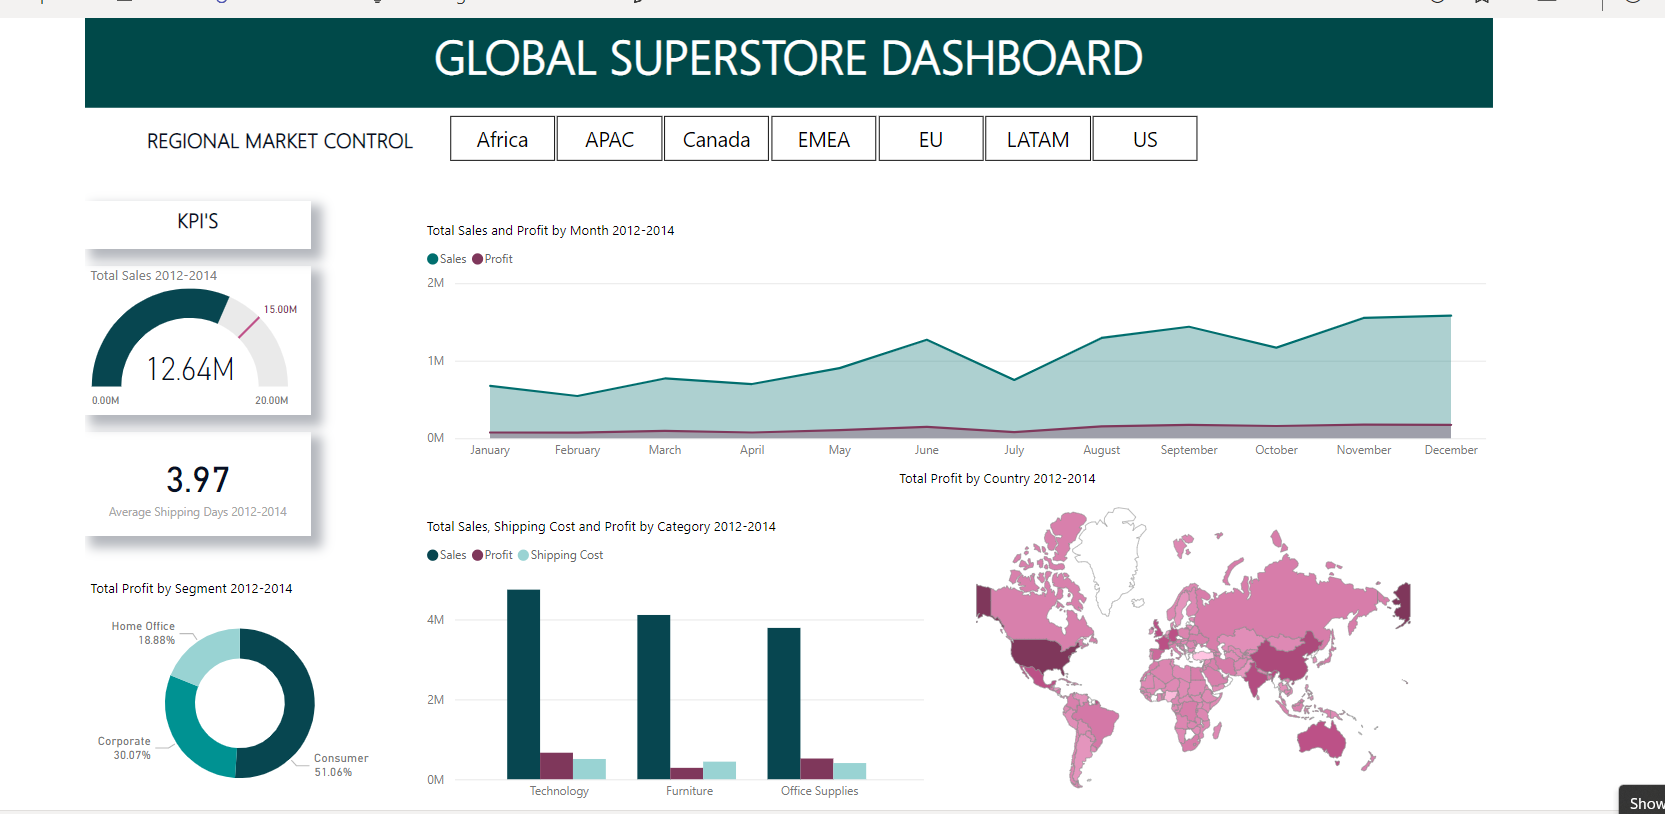 GLOBAL SUPERSTORE DASHBOARD
REGIONAL MARKET CONTROL
Africa
APAC
Canada
EMEA
EU
LATAM
US
KPI'S
Total Sales 2012-2014
15.00M
12.64M
0.00M
20.00M
3.97
Average Shipping Days 2012-2014
Total Profit by Segment 2012-2014
Home Office
18.88%
Corporate
30.07%
Consumer
51.06%
Total Sales and Profit by Month 2012-2014
Sales Profit
2M
1M
0M
January February March April May June July August September October November December
Total Sales, Shipping Cost and Profit by Category 2012-2014
Sales Profit Shipping Cost
4M
2M
0M
Technology Furniture Office Supplies
Total Profit by Country 2012-2014
Show